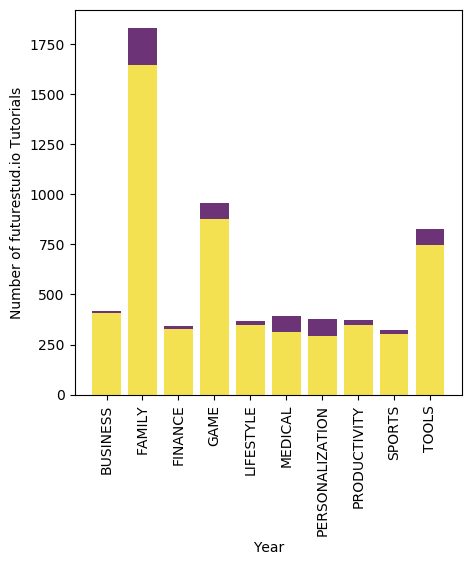 Number of futurestud.io Tutorials
1750
1500
1250
1000
750
500
250
0
BUSINESS
FAMILY
FINANCE
GAME
LIFESTYLE
MEDICAL
PERSONALIZATION
PRODUCTIVITY
SPORTS
TOOLS
Year